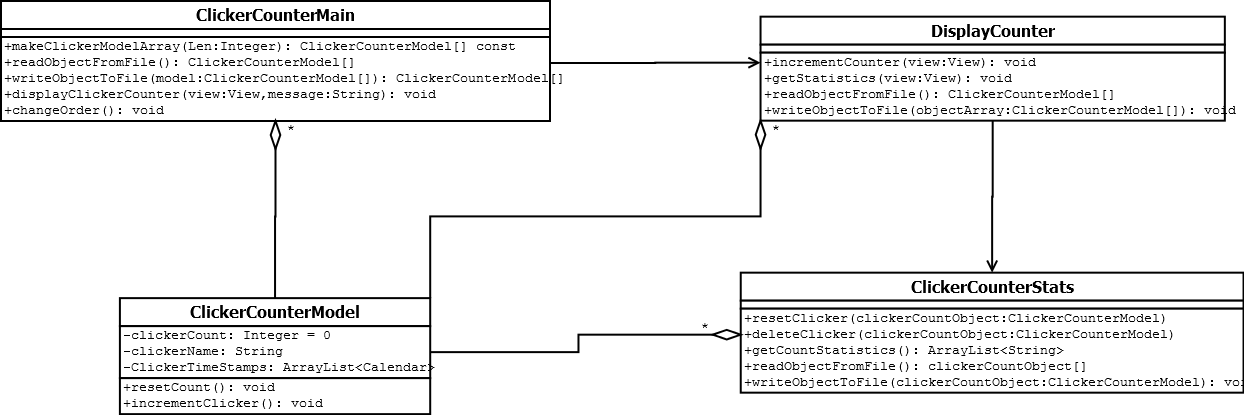 ClickerCounterMain
+makeClickerModelArray(Len:Integer): ClickerCounterModel[] const
+readObjectFromFile(): ClickerCounterModel[]
+writeObjectToFile(model:ClickerCounterModel[]): ClickerCounterModel[]
+displayClickerCounter(view:View,message:String): void
+changeOrder(): void
*
DisplayCounter
+incrementCounter(view:View): void
+getStatistics(view:View): void
+readObjectFromFile(): ClickerCounterModel[]
+writeObjectToFile(objectArray:ClickerCounterModel[]): void
*
ClickerCounterModel
-clickerCount: Integer = 0
-clickerName: String
-ClickerTimeStamps: ArrayList<Calendar>
+resetCount(): void
+incrementClicker(): void
*
ClickerCounterStats
+resetClicker(clickerCountObject:ClickerCounterModel)
+deleteClicker(clickerCountObject:ClickerCounterModel)
+getCountStatistics(): ArrayList<String>
+readObjectFromFile(): clickerCountObject[]
+writeObjectToFile(clickerCountObject:ClickerCounterModel): vo